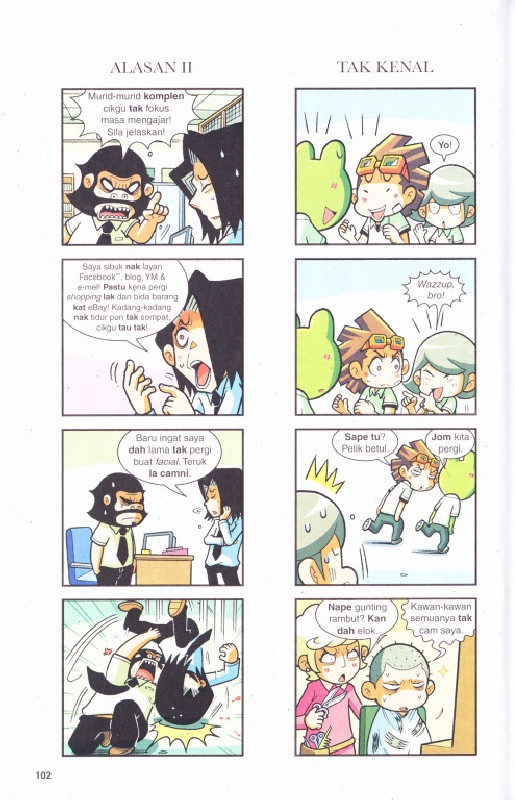 ALASAN II
Murid-murid komplen
cikgu tak fokus
masa mengajar!
Sila jelaskan!
Saya sibuk nak layan
Facebook™, blog, YM &
e-mel! Pastu kena pergi
shopping lak dan bida barang
kat eBay! Kadang-kadang
nak tidur pun tak sempat,
cikgu tau tak!
Baru ingat saya
dah lama tak pergi
buat facial. Teruk
lla camni.
TAK KENAL
Yo!
Wazzup,
bro!
Sape tu?
Pelik betul.
Jom kita
pergi.
Nape gunting
rambut? Kan
dah elok.
Kawan-kawan
semuanya tak
cam saya.
102